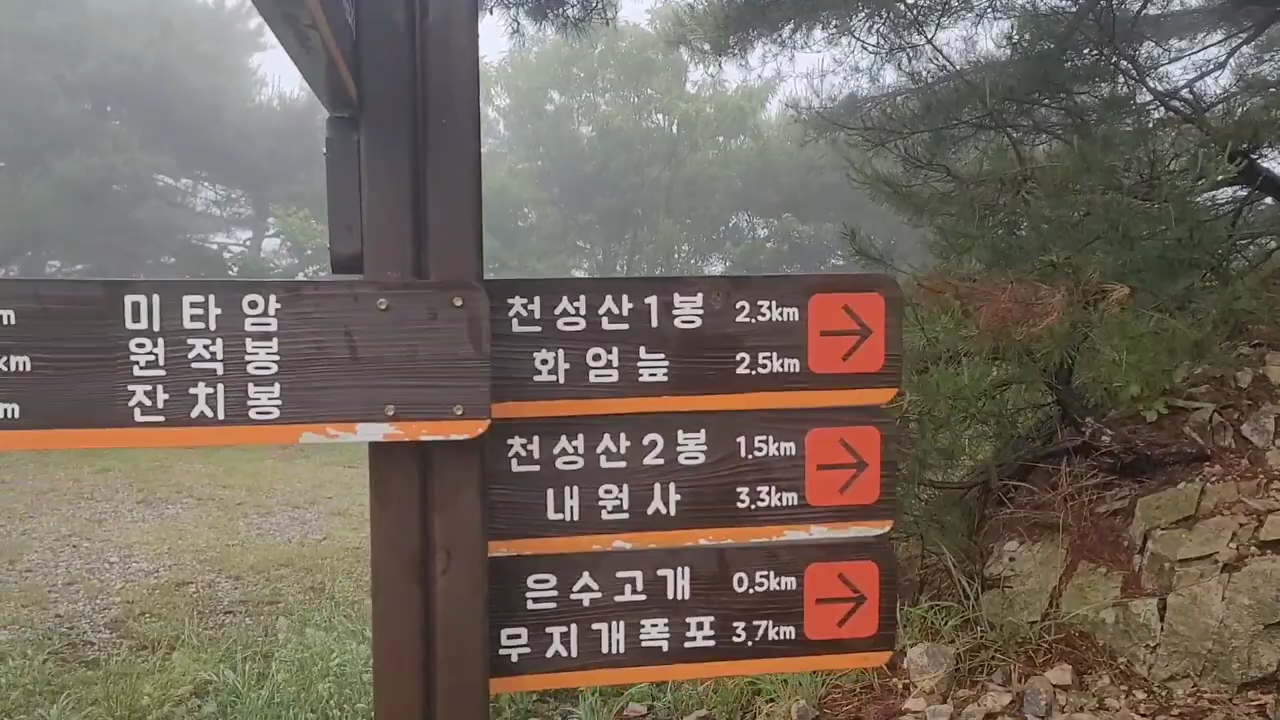 m 미타암
km 원적봉
m 잔치봉
천성산1봉 2.3km
화엄늪 2.5km
천성산2봉 1.5km
내원사 3.3km
은수고개 0.5km
무지개폭포 3.7km